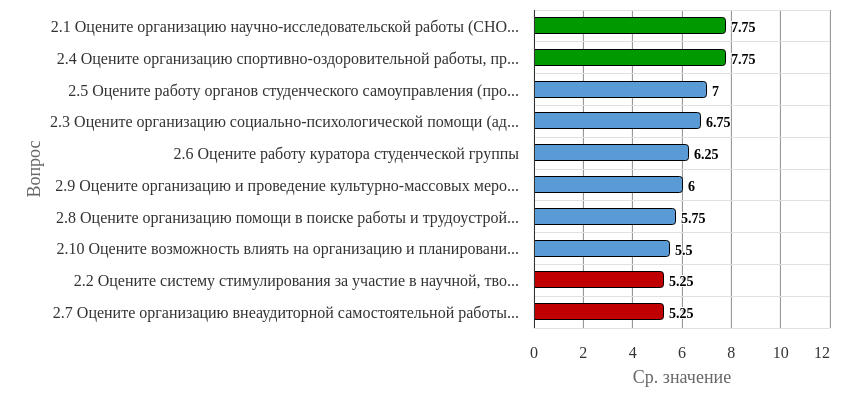 2.1 Оцените организацию научно-исследовательской работы (СНО...
7.75
2.4 Оцените организацию спортивно-оздоровительной работы, пр...
7.75
2.5 Оцените работу органов студенческого самоуправления (про...
7
2.3 Оцените организацию социально-психологической помощи (ад...
6.75
2.6 Оцените работу куратора студенческой группы
6.25
2.9 Оцените организацию и проведение культурно-массовых меро...
6
2.8 Оцените организацию помощи в поиске работы и трудоустрой...
5.75
2.10 Оцените возможность влиять на организацию и планировани...
5.5
2.2 Оцените систему стимулирования за участие в научной, тво...
5.25
2.7 Оцените организацию внеаудиторной самостоятельной работы...
5.25
Вопрос
0 2 4 6 8 10 12
Ср. значение